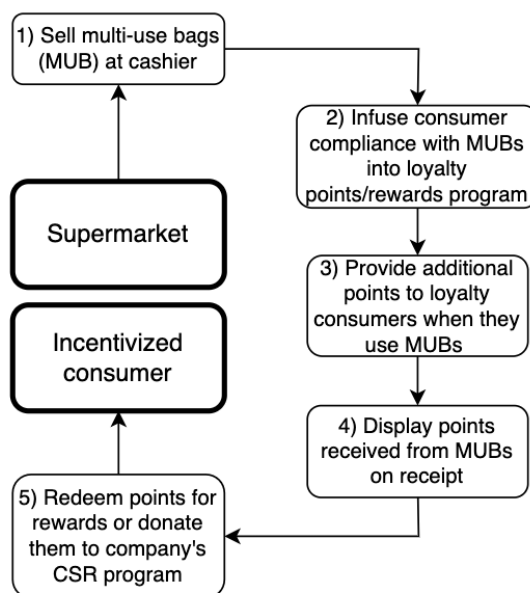 1) Sell multi-use bags
(MUB) at cashier
2) Infuse consumer
compliance with MUBs
into loyalty
points/rewards program
Supermarket
3) Provide additional
points to loyalty
consumers when they
use MUBs
Incentivized
consumer
4) Display points
received from MUBs
on receipt
5) Redeem points for
rewards or donate
them to company's
CSR program